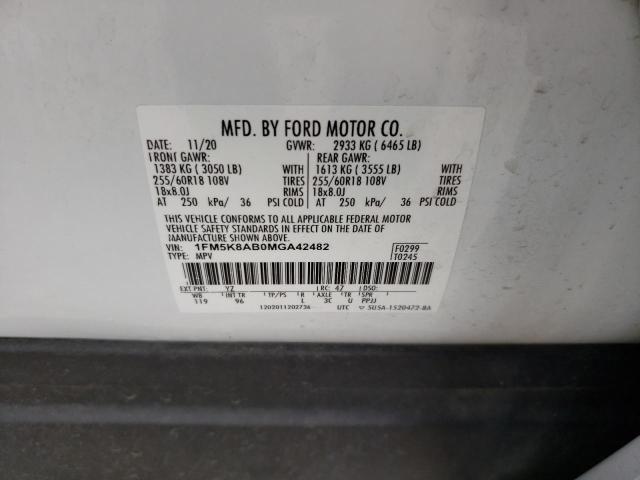 MFD. BY FORD MOTOR CO.
DATE: 11/20 GVWR: 2933 KG ( 6465 LB)
FRONT GAWR: REAR GAWR:
1383 KG ( 3050 LB) WITH 1613 KG ( 3555 LB) WITH
255/60R18 108V TIRES 255/60R18 108V TIRES
18x8.0J RIMS 18x8.0J RIMS
AT 250 kPa/ 36 PSI COLD AT 250 kPa/ 36 PSI COLD
THIS VEHICLE CONFORMS TO ALL APPLICABLE FEDERAL MOTOR
VEHICLE SAFETY STANDARDS IN EFFECT ON THE DATE OF
MANUFACTURE SHOWN ABOVE.
VIN: 1FM5K8AB0MGA42482 F0299
TYPE: MPV T0245
EXT PNT: YZ RC: 47 DSO:
WB INT TR TP/PS R AXLE TR SPR
119 96 L 3C U PPJJ
1202011202736 UTC 5U5A-1520472-BA